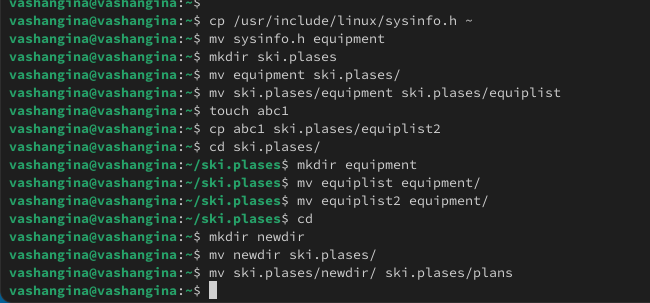 vashangina@vashangina:~$
vashangina@vashangina:~$ cp /usr/include/linux/sysinfo.h ~
vashangina@vashangina:~$ mv sysinfo.h equipment
vashangina@vashangina:~$ mkdir ski.plases
vashangina@vashangina:~$ mv equipment ski.plases/
vashangina@vashangina:~$ mv ski.plases/equipment ski.plases/equiplist
vashangina@vashangina:~$ touch abc1
vashangina@vashangina:~$ cp abc1 ski.plases/equiplist2
vashangina@vashangina:~$ cd ski.plases/
vashangina@vashangina:~/ski.plases$ mkdir equipment
vashangina@vashangina:~/ski.plases$ mv equiplist equipment/
vashangina@vashangina:~/ski.plases$ mv equiplist2 equipment/
vashangina@vashangina:~/ski.plases$ cd
vashangina@vashangina:~$ mkdir newdir
vashangina@vashangina:~$ mv newdir ski.plases/
vashangina@vashangina:~$ mv ski.plases/newdir/ ski.plases/plans
vashangina@vashangina:~$